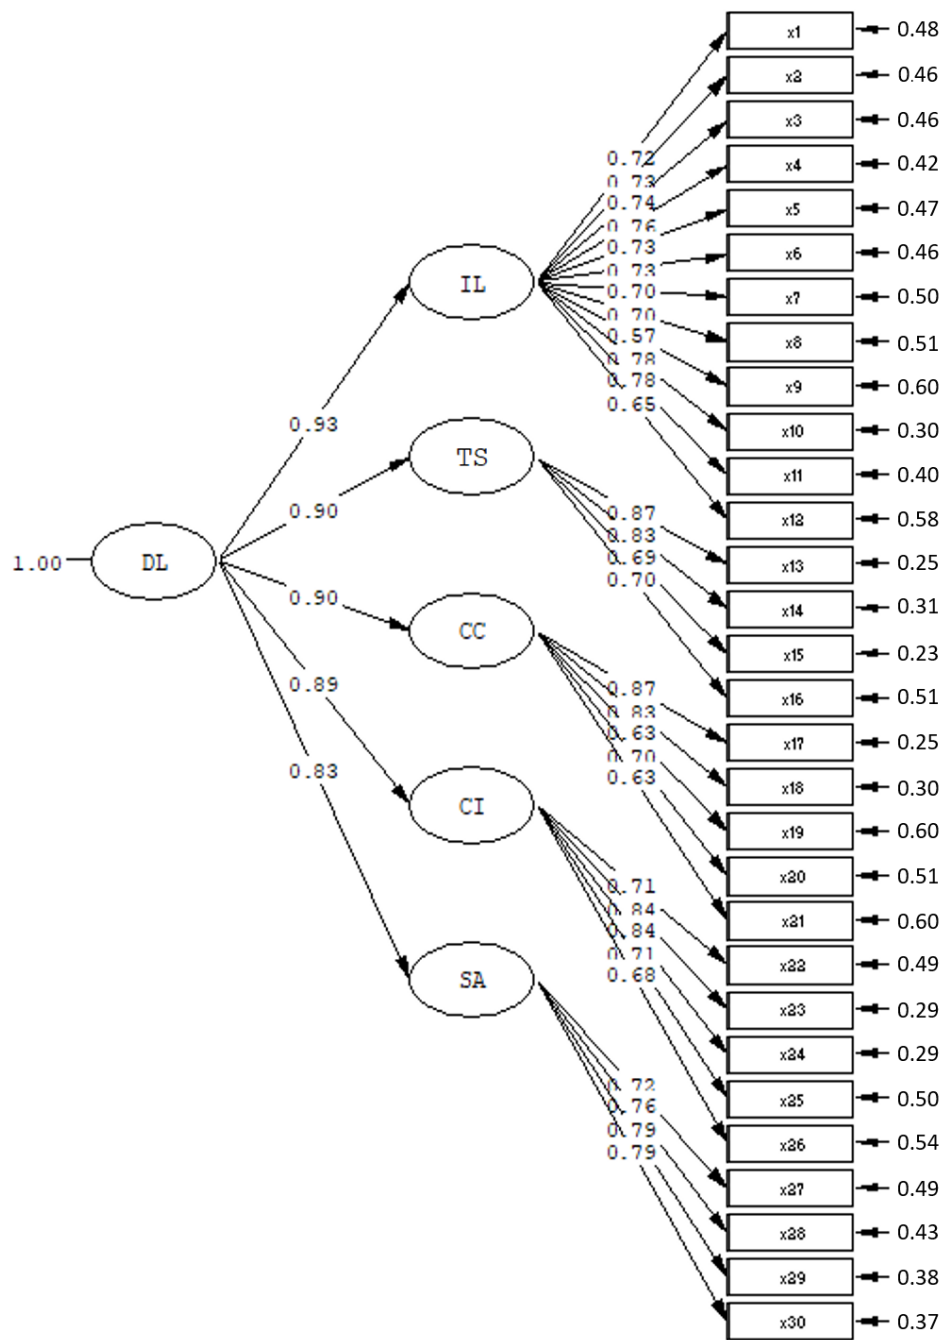 x1 0.48
x2 0.46
x3 0.46
0.72
x4 0.42
0.73
0.74
x5 0.47
0.76
0.73
x6 0.46
0.73
IL
0.70
x7 0.50
0.70
0.57
x8 0.51
0.78
0.78
x9 0.60
0.65
0.93
x10 0.30
TS
x11 0.40
0.90
0.87
x12 0.58
0.83
0.69
1.00 DL
x13 0.25
0.70
0.90
x14 0.31
CC
x15 0.23
0.89
0.87
x16 0.51
0.83
0.63
x17 0.25
0.70
0.83
0.63
x18 0.30
CI
x19 0.60
x20 0.51
0.71
0.84
x21 0.60
0.84
0.71
x22 0.49
0.68
SA
x23 0.29
x24 0.29
0.72
x25 0.50
0.76
0.79
x26 0.54
0.79
x27 0.49
x28 0.43
x29 0.38
x30 0.37